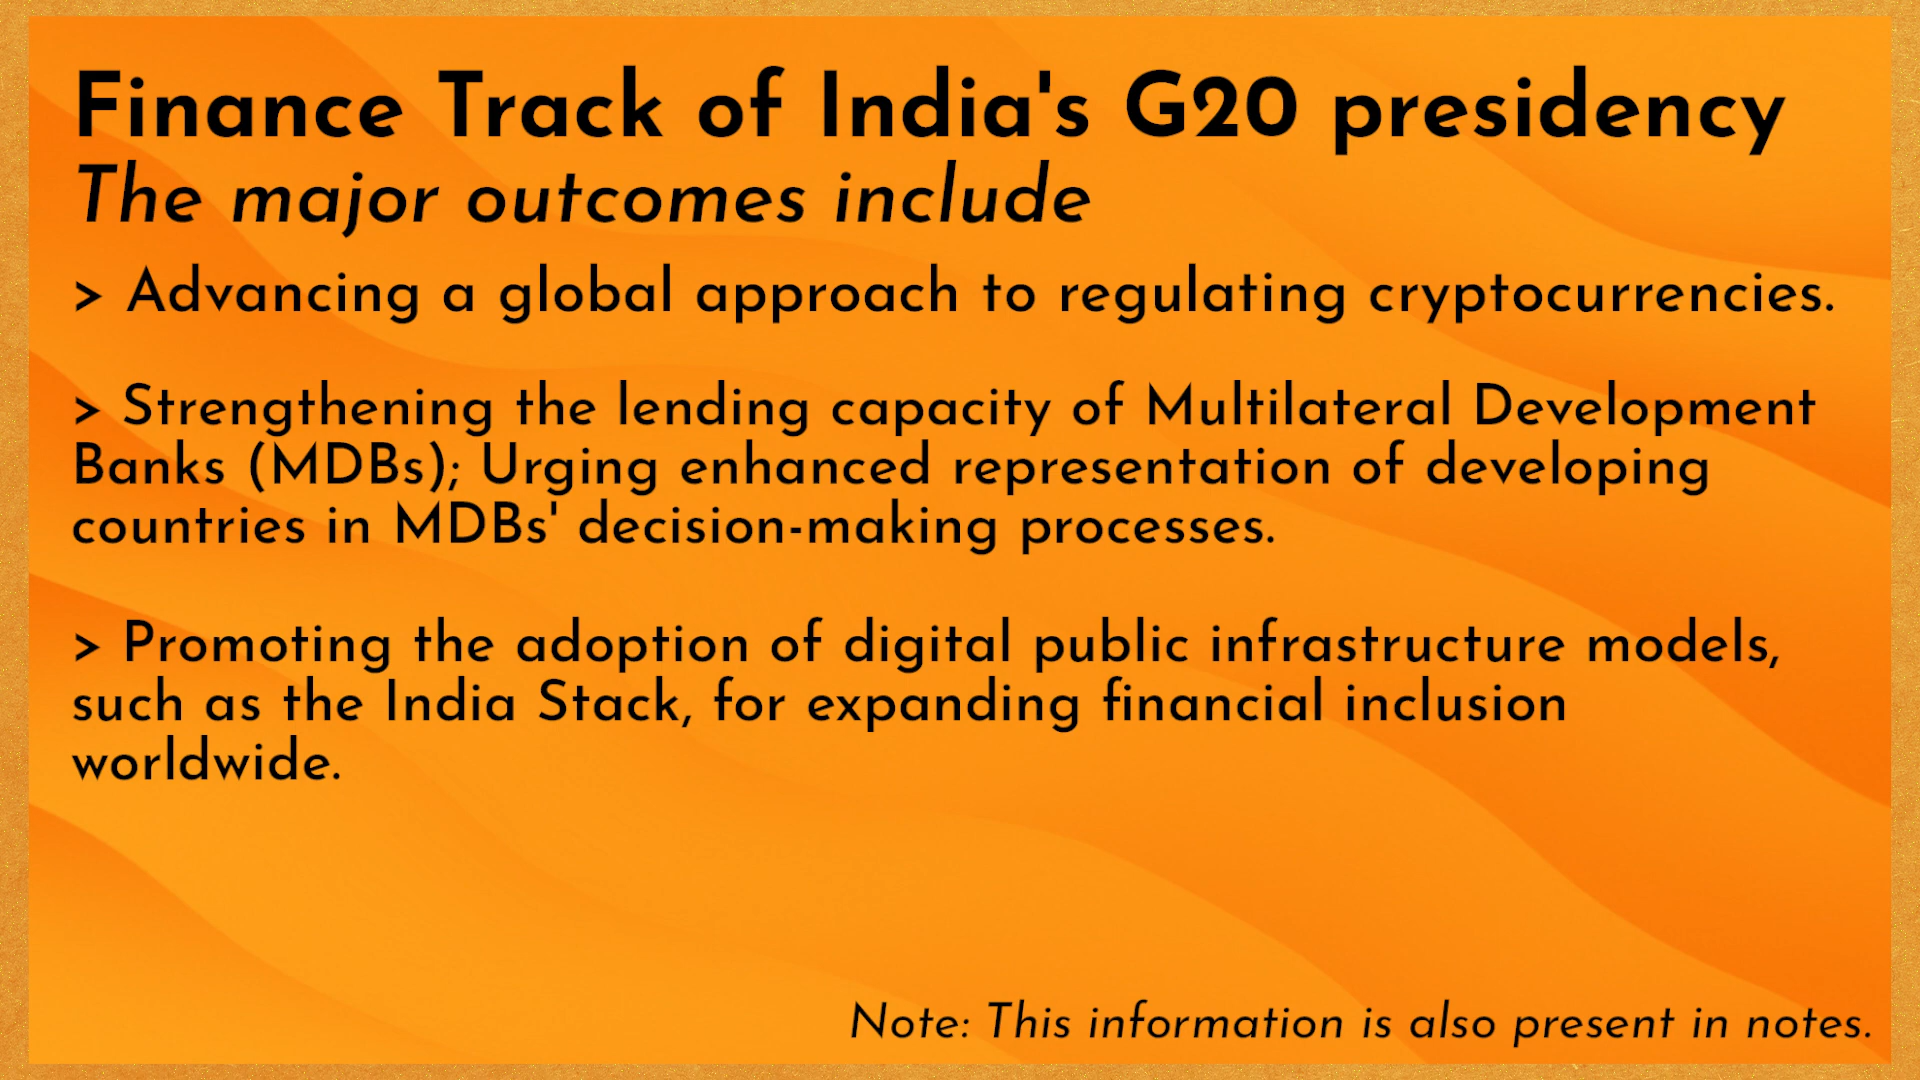 Finance Track of India's G20 presidency
The major outcomes include
> Advancing a global approach to regulating cryptocurrencies.
> Strengthening the lending capacity of Multilateral Development
Banks (MDBs); Urging enhanced representation of developing
countries in MDBs' decision-making processes.
> Promoting the adoption of digital public infrastructure models,
such as the India Stack, for expanding financial inclusion
worldwide.
Note: This information is also present in notes.